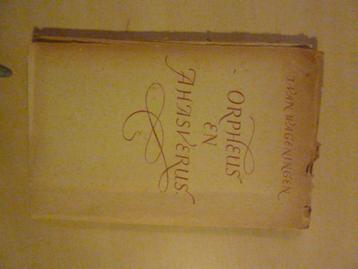 J. VAN WAGENINGEN
ORPHEUS
EN
AHASVERUS